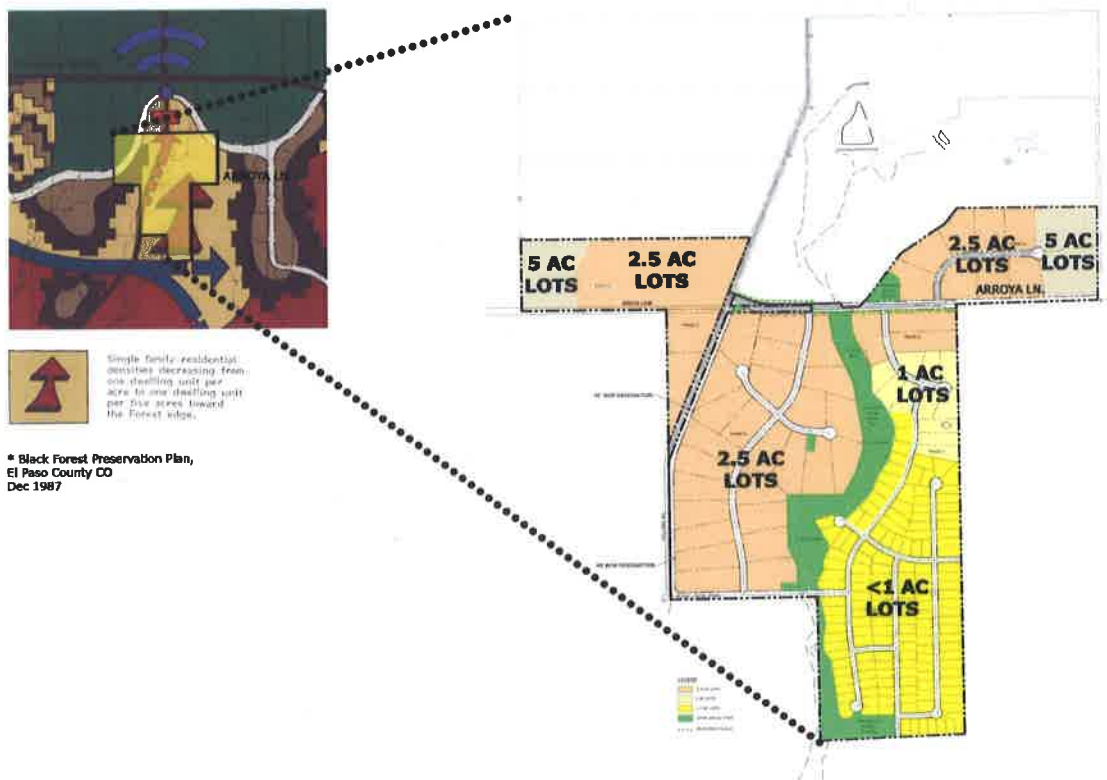 ARROYA LN.
Single family residential
densities decreasing from
one dwelling unit per
acre to one dwelling unit
per five acres toward
the Forest edge.
* Black Forest Preservation Plan,
El Paso County CO
Dec 1987
5 AC
LOTS
2.5 AC
LOTS
2.5 AC
LOTS
5 AC
LOTS
ARROYA LN.
1 AC
LOTS
2.5 AC
LOTS
<1 AC
LOTS
LEGEND